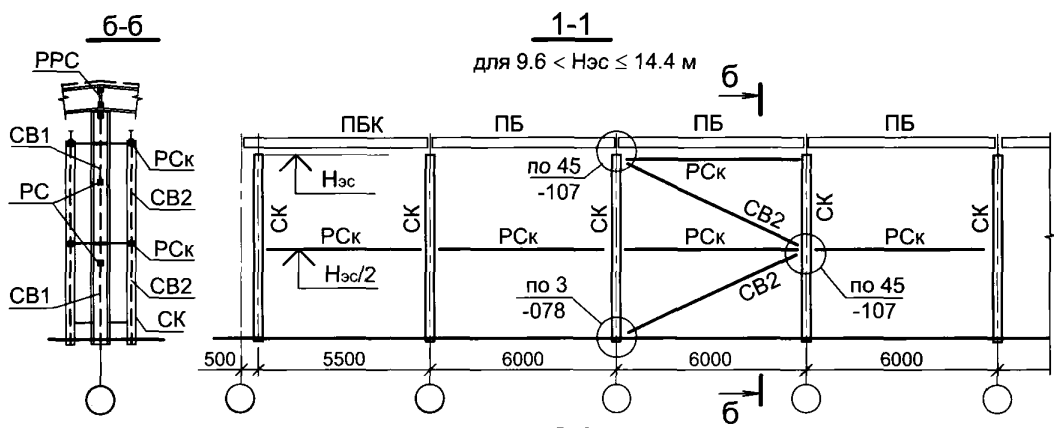 б-б
РРС
СВ1
РС
СВ1
РСк
СВ2
РСк
СВ2
СК
1-1
для 9.6 < Нэс ≤ 14.4 м
б
ПБК
ПБ
ПБ
ПБ
Нэс
по 45
-107
РСк
СК
СК
СВ2
СК
СК
РСк
РСк
РСк
РСк
Нэс/2
по 3
-078
СВ2
по 45
-107
500
5500
6000
6000
6000
б